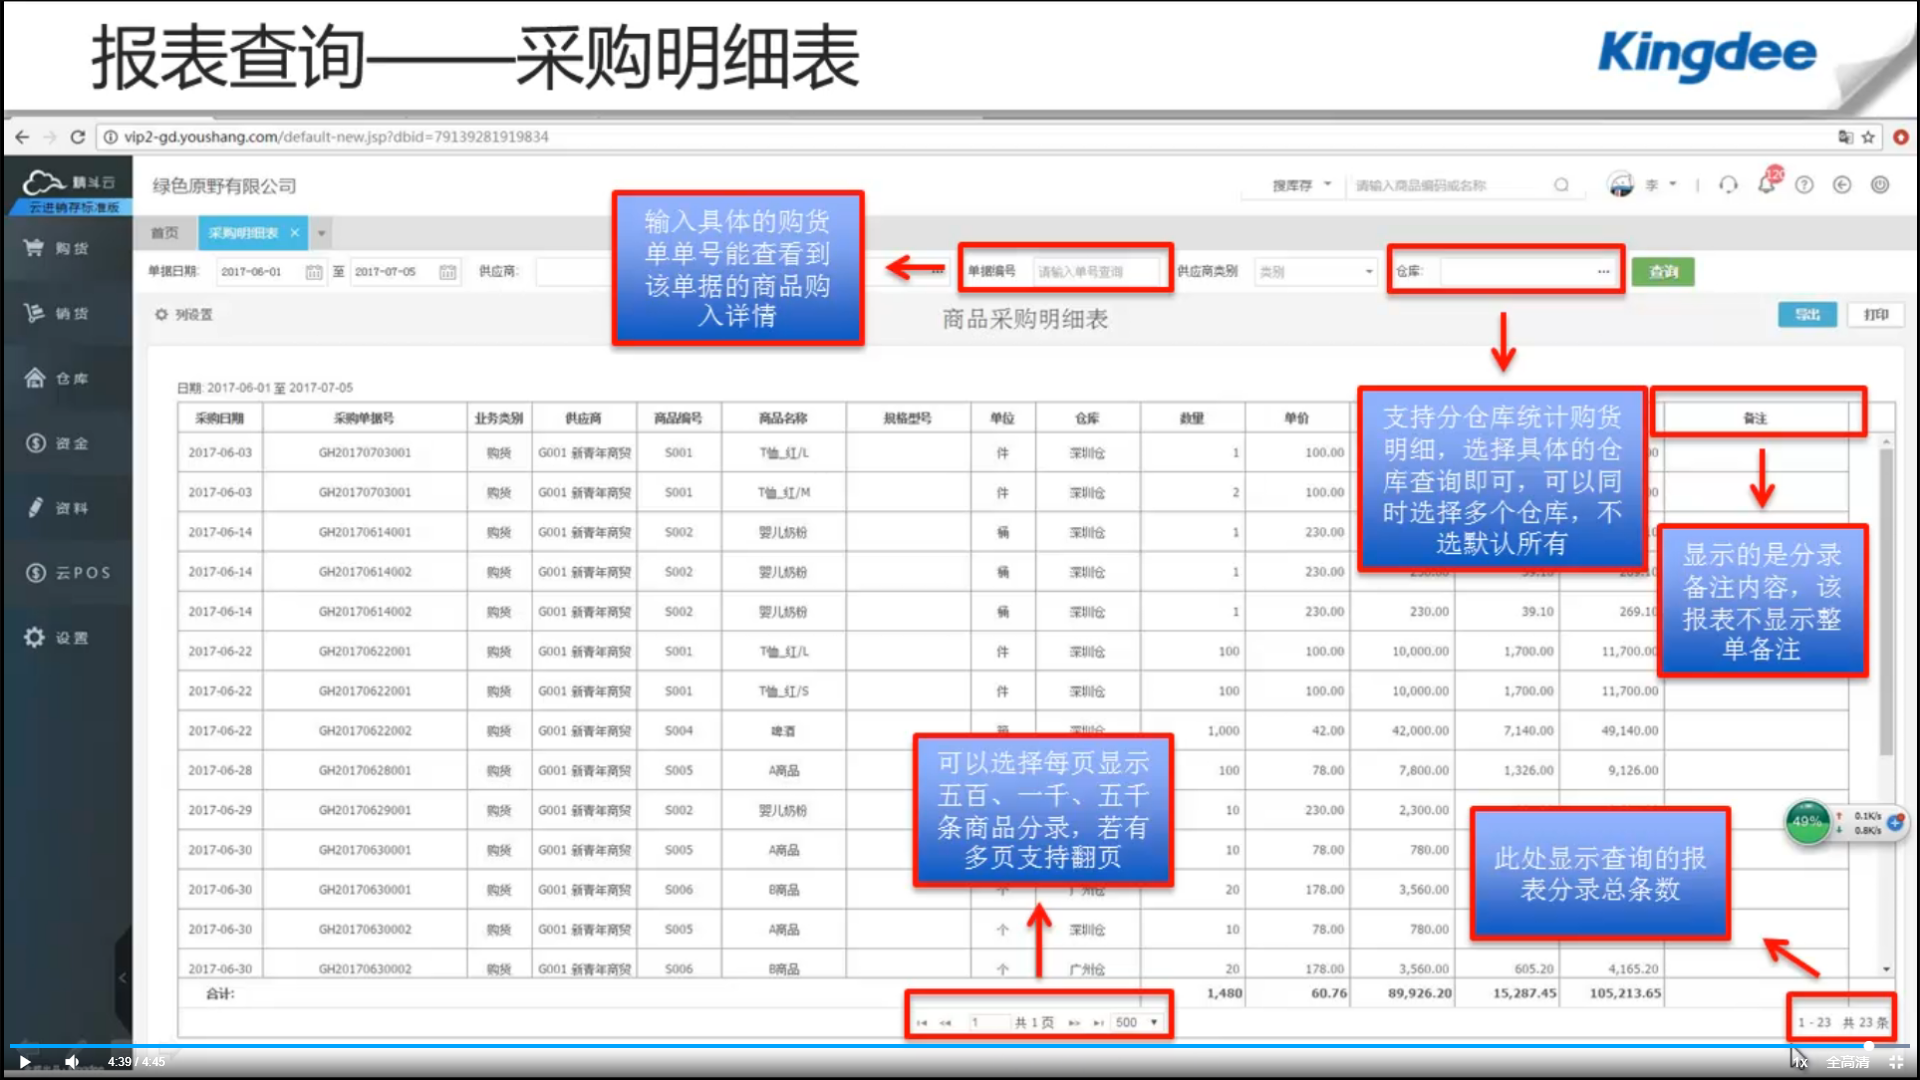 报表查询——采购明细表
Kingdee
vip2-gd.youshang.com/default-new.jsp?dbid=79139281919834
精斗云
云进销存标准版
绿色原野有限公司
搜库存
请输入商品编码或名称
李
120
首页
采购明细表
购货
销货
仓库
资金
资料
云POS
设置
单据日期:
2017-06-01
至
2017-07-05
供应商:
单据编号
请输入单号查询
供应商类别
类别
仓库:
查询
输入具体的购货
单单号能查看到
该单据的商品购
入详情
列设置
商品采购明细表
导出
打印
日期: 2017-06-01 至 2017-07-05
采购日期 采购单据号 业务类别 供应商 商品编号 商品名称 规格型号 单位 仓库 数量 单价 备注
2017-06-03 GH20170703001 购货 G001 新青年商贸 S001 T恤_红/L 件 深圳仓 1 100.00
2017-06-03 GH20170703001 购货 G001 新青年商贸 S001 T恤_红/M 件 深圳仓 2 100.00
2017-06-14 GH20170614001 购货 G001 新青年商贸 S002 婴儿奶粉 桶 深圳仓 1 230.00
2017-06-14 GH20170614002 购货 G001 新青年商贸 S002 婴儿奶粉 桶 深圳仓 1 230.00
2017-06-14 GH20170614002 购货 G001 新青年商贸 S002 婴儿奶粉 桶 深圳仓 1 230.00 230.00 39.10 269.10
2017-06-22 GH20170622001 购货 G001 新青年商贸 S001 T恤_红/L 件 深圳仓 100 100.00 10,000.00 1,700.00 11,700.00
2017-06-22 GH20170622001 购货 G001 新青年商贸 S001 T恤_红/S 件 深圳仓 100 100.00 10,000.00 1,700.00 11,700.00
2017-06-22 GH20170622002 购货 G001 新青年商贸 S004 啤酒 1,000 42.00 42,000.00 7,140.00 49,140.00
2017-06-28 GH20170628001 购货 G001 新青年商贸 S005 A商品 100 78.00 7,800.00 1,326.00 9,126.00
2017-06-29 GH20170629001 购货 G001 新青年商贸 S002 婴儿奶粉 10 230.00 2,300.00
2017-06-30 GH20170630001 购货 G001 新青年商贸 S005 A商品 10 78.00 780.00
2017-06-30 GH20170630001 购货 G001 新青年商贸 S006 B商品 个 广州仓 20 178.00 3,560.00
2017-06-30 GH20170630002 购货 G001 新青年商贸 S005 A商品 个 深圳仓 10 78.00 780.00
2017-06-30 GH20170630002 购货 G001 新青年商贸 S006 B商品 个 广州仓 20 178.00 3,560.00 605.20 4,165.20
合计: 1,480 60.76 89,926.20 15,287.45 105,213.65
支持分仓库统计购货
明细，选择具体的仓
库查询即可，可以同
时选择多个仓库，不
选默认所有
显示的是分录
备注内容，该
报表不显示整
单备注
可以选择每页显示
五百、一千、五千
条商品分录，若有
多页支持翻页
此处显示查询的报
表分录总条数
49%
0.1K/s
0.8K/s
1 共 1 页 500
1 - 23 共 23 条
4:39 / 4:45
1x
全高清